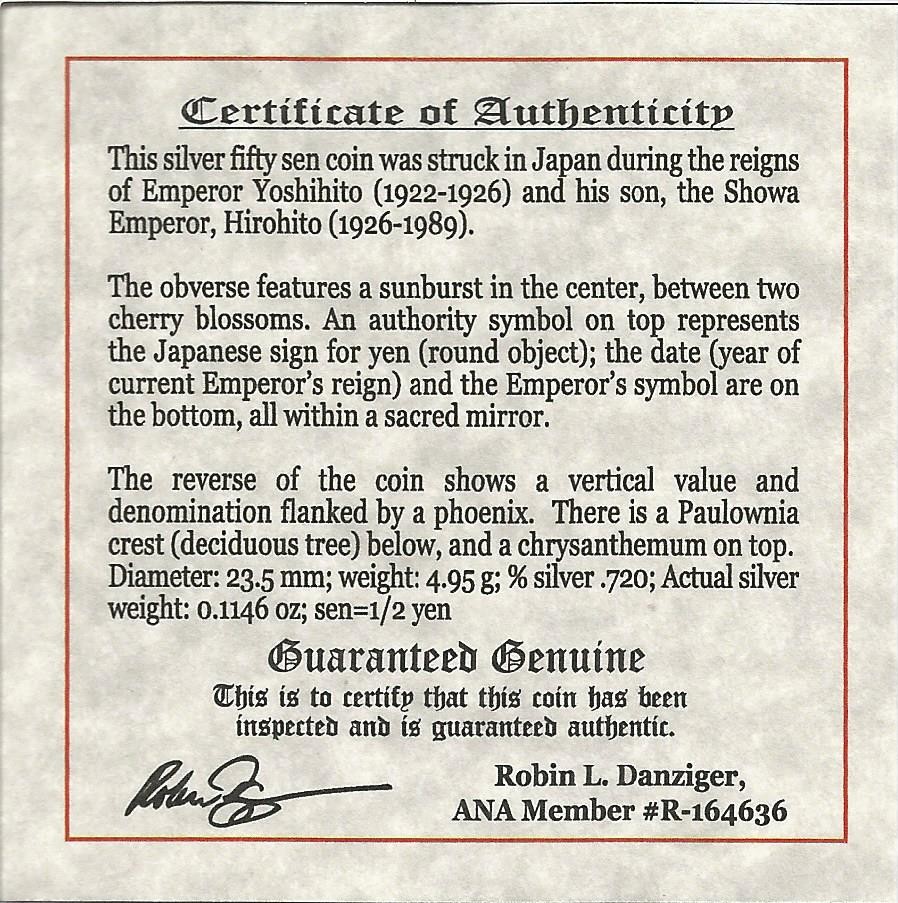 Certificate of Authenticity
This silver fifty sen coin was struck in Japan during the reigns
of Emperor Yoshihito (1922-1926) and his son, the Showa
Emperor, Hirohito (1926-1989).
The obverse features a sunburst in the center, between two
cherry blossoms. An authority symbol on top represents
the Japanese sign for yen (round object); the date (year of
current Emperor's reign) and the Emperor's symbol are on
the bottom, all within a sacred mirror.
The reverse of the coin shows a vertical value and
denomination flanked by a phoenix. There is a Paulownia
crest (deciduous tree) below, and a chrysanthemum on top.
Diameter: 23.5 mm; weight: 4.95 g; % silver .720; Actual silver
weight: 0.1146 oz; sen=1/2 yen
Guaranteed Genuine
This is to certify that this coin has been
inspected and is guaranteed authentic.
Robin L. Danziger,
ANA Member #R-164636